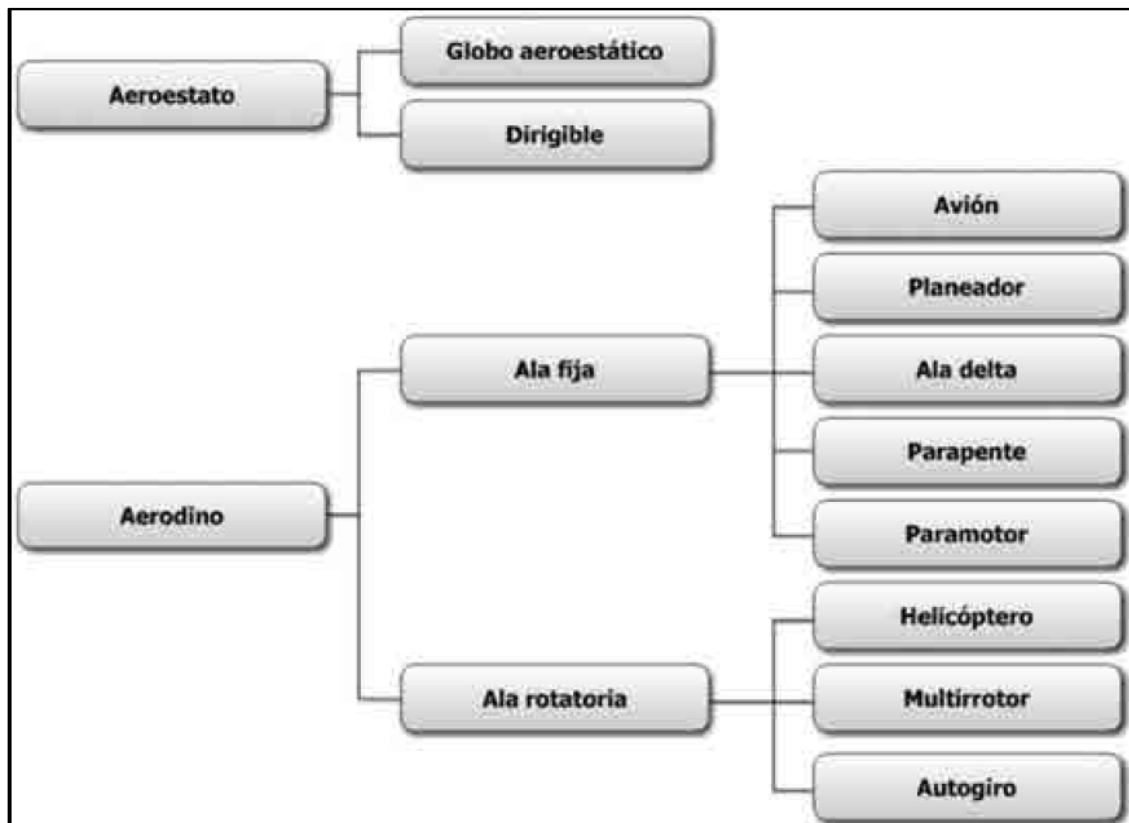 Aeroestato
Globo aeroestático
Dirigible
Aerodino
Ala fija
Avión
Planeador
Ala delta
Parapente
Paramotor
Ala rotatoria
Helicóptero
Multirrotor
Autogiro